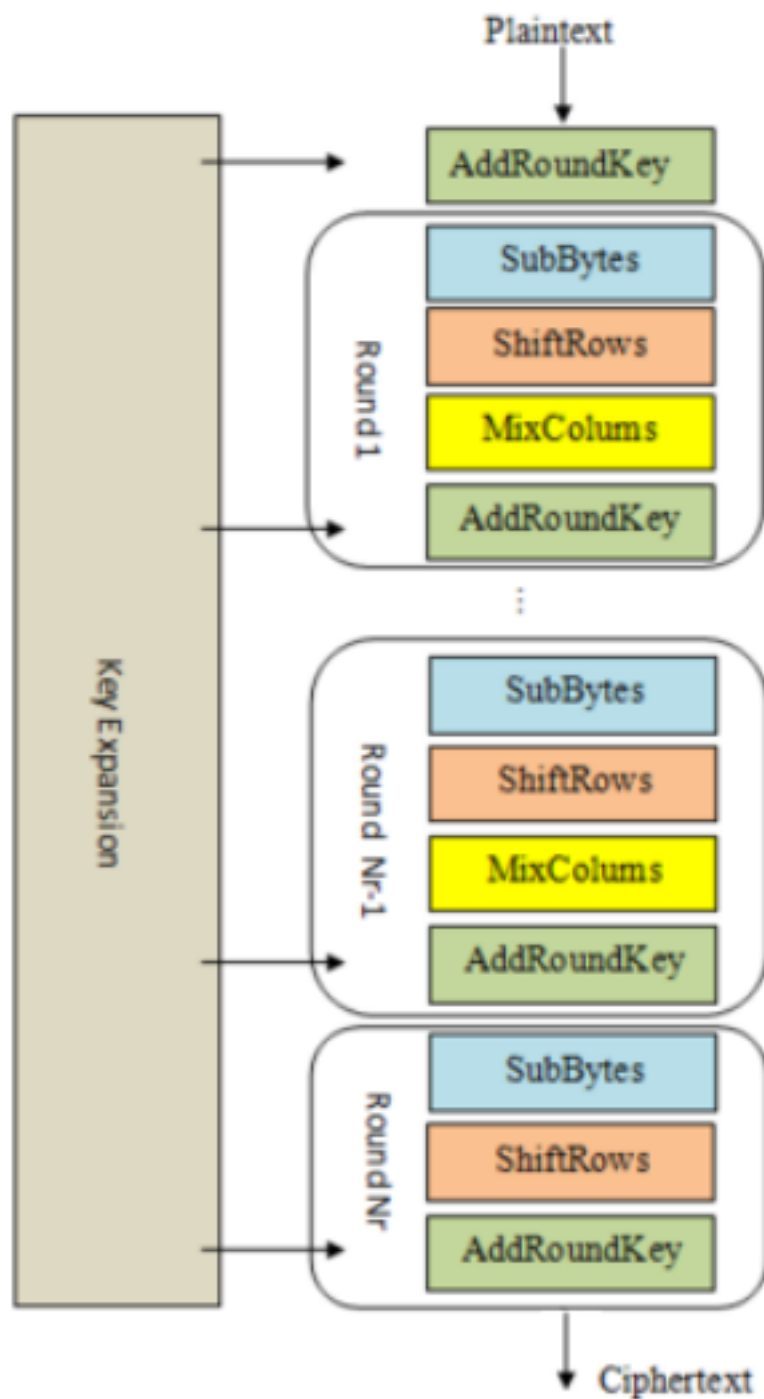 Plaintext
AddRoundKey
SubBytes
ShiftRows
MixColums
AddRoundKey
Round 1
...
Key Expansion
SubBytes
ShiftRows
MixColums
AddRoundKey
Round Nr-1
SubBytes
ShiftRows
AddRoundKey
Round Nr
Ciphertext